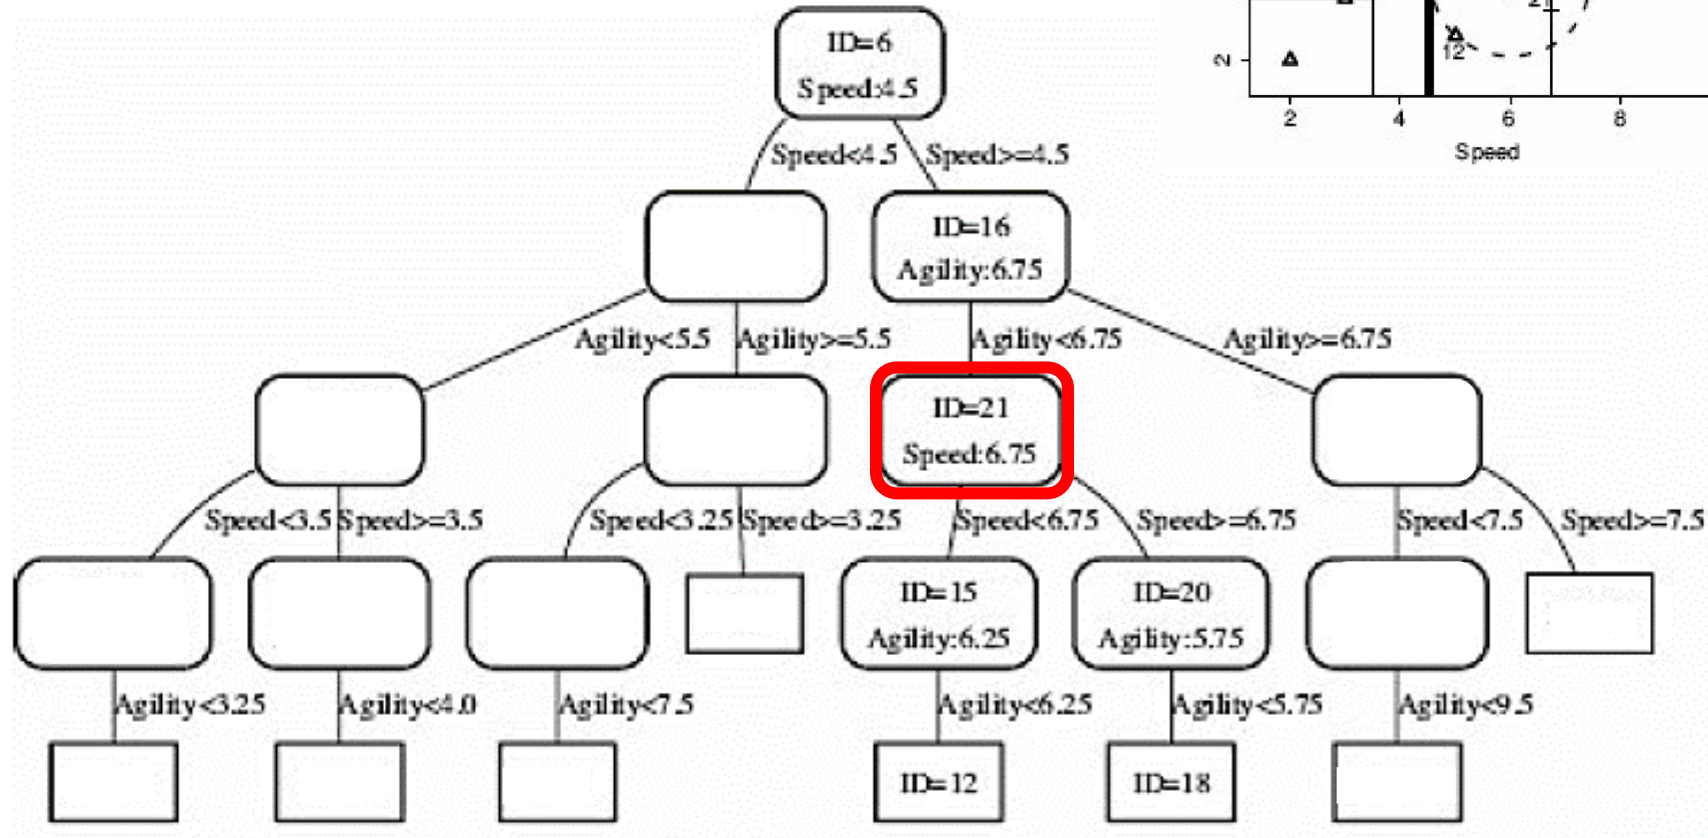 ID=6
Speed:4.5
21
12
2
2
4
6
8
Speed
Speed<4.5
Speed>=4.5
ID=16
Agility:6.75
Agility<5.5
Agility>=5.5
Agility<6.75
Agility>=6.75
ID=21
Speed:6.75
Speed<3.5
Speed>=3.5
Speed<3.25
Speed>=3.25
Speed<6.75
Speed>=6.75
Speed<7.5
Speed>=7.5
ID=15
Agility:6.25
ID=20
Agility:5.75
Agility<3.25
Agility<4.0
Agility<7.5
Agility<6.25
Agility<5.75
Agility<9.5
ID=12
ID=18